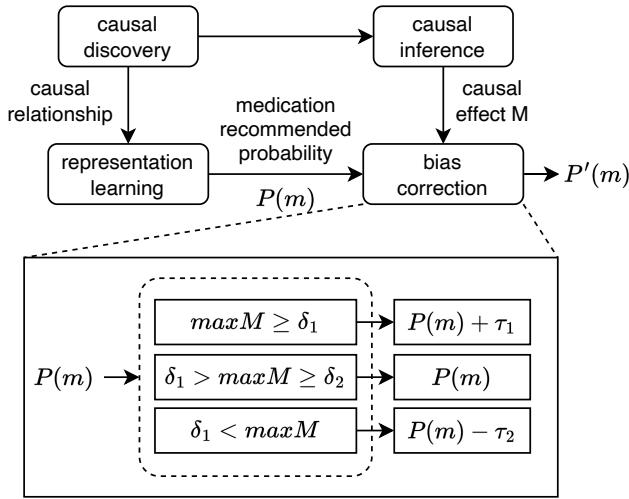 causal
discovery
causal
inference
causal
relationship
medication
recommended
probability
causal
effect M
representation
learning
P(m)
bias
correction
P′(m)
P(m)
maxM ≥ δ₁
P(m) + τ₁
δ₁ > maxM ≥ δ₂
P(m)
δ₁ < maxM
P(m) − τ₂